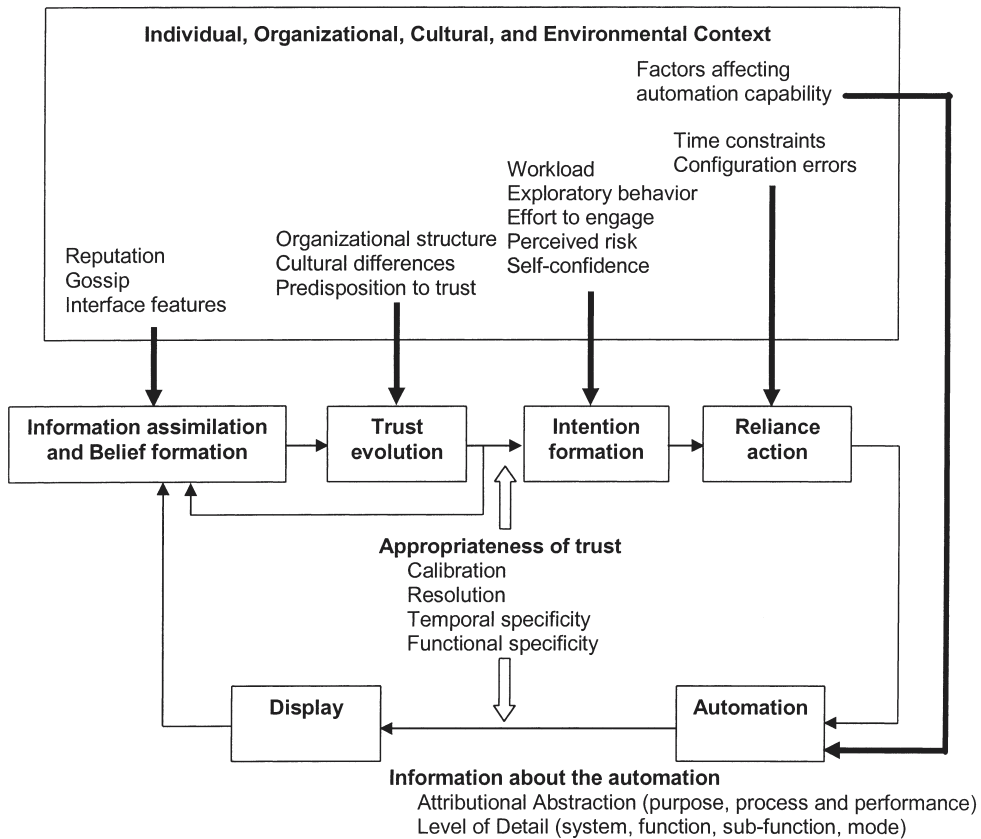 Individual, Organizational, Cultural, and Environmental Context
Factors affecting
automation capability
Time constraints
Configuration errors
Workload
Exploratory behavior
Effort to engage
Perceived risk
Self-confidence
Organizational structure
Cultural differences
Predisposition to trust
Reputation
Gossip
Interface features
Information assimilation
and Belief formation
Trust
evolution
Intention
formation
Reliance
action
Appropriateness of trust
Calibration
Resolution
Temporal specificity
Functional specificity
Display
Automation
Information about the automation
Attributional Abstraction (purpose, process and performance)
Level of Detail (system, function, sub-function, mode)